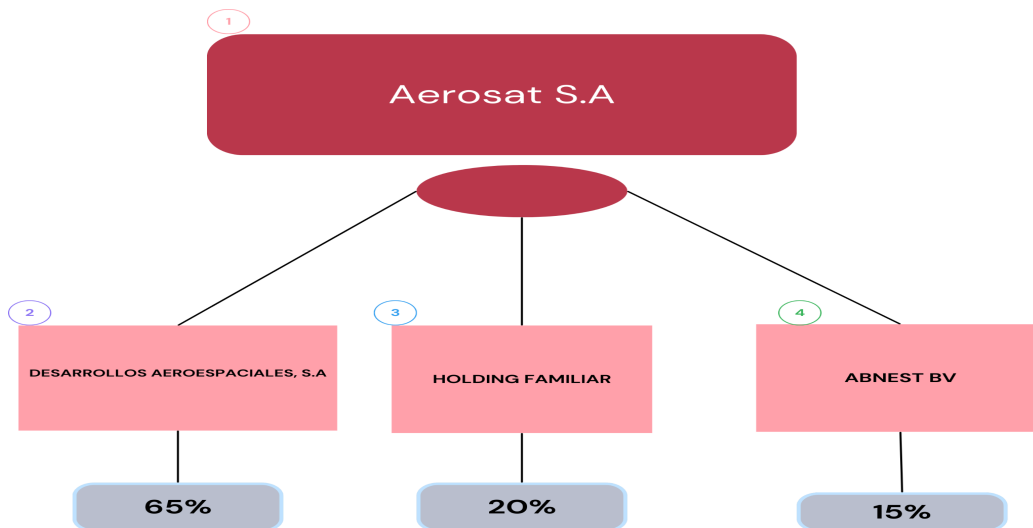 1
Aerosat S.A
2
3
4
DESARROLLOS AEROESPACIALES, S.A
HOLDING FAMILIAR
ABNEST BV
65%
20%
15%